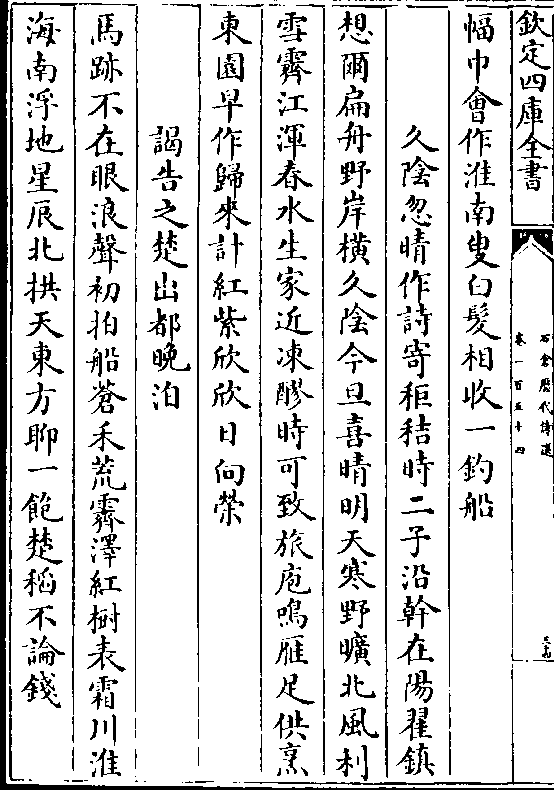 欽定四庫全書
石倉歷代詩選
卷一百五十四
幅巾會作淮南叟白髮相收一釣船
久陰忽晴作詩寄秬秸時二子沿幹在陽翟鎮
想爾扁舟野岸橫久陰今旦喜晴明天寒野曠北風利
雪霽江渾春水生家近凍醪時可致旅庖鳴雁足供烹
東園早作歸來計紅紫欣欣日向榮
謁告之楚出都晚泊
馬跡不在眼浪聲初拍船蒼禾荒霽澤紅樹表霜川淮
海南浮地星辰北拱天東方聊一飽楚稻不論錢